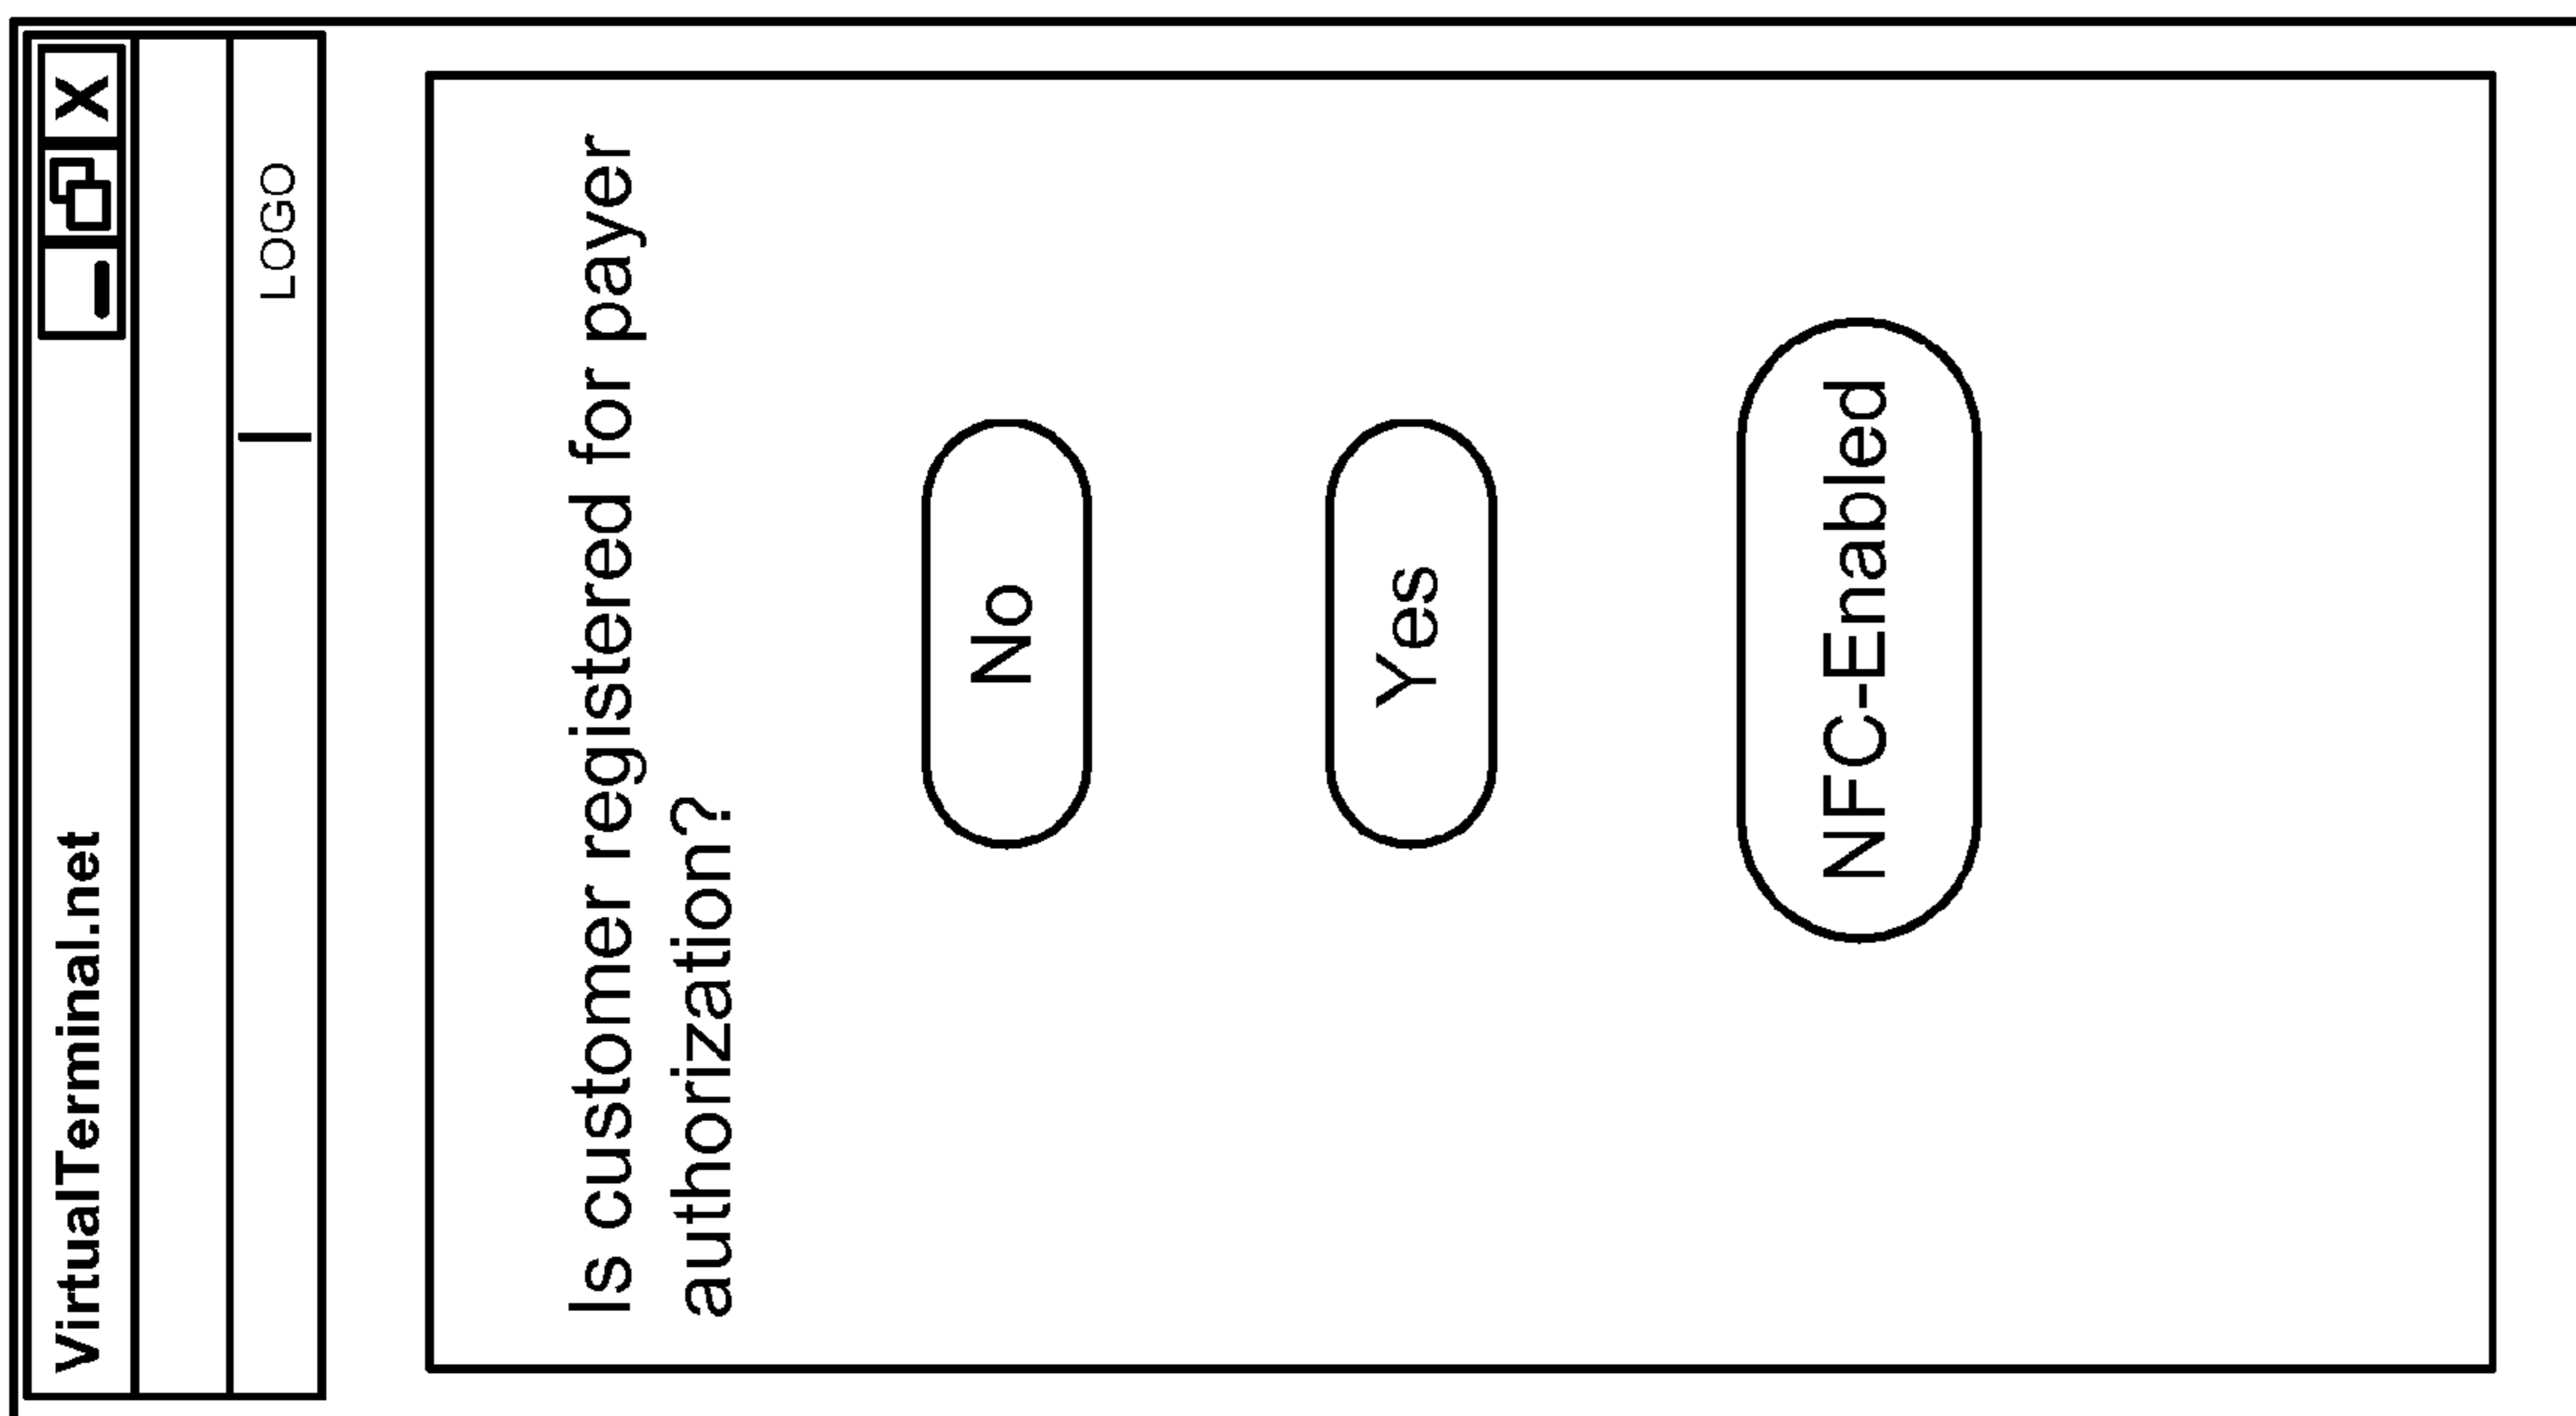 VirtualTerminal.net
X
LOGO
Is customer registered for payer
authorization?
No
Yes
NFC-Enabled